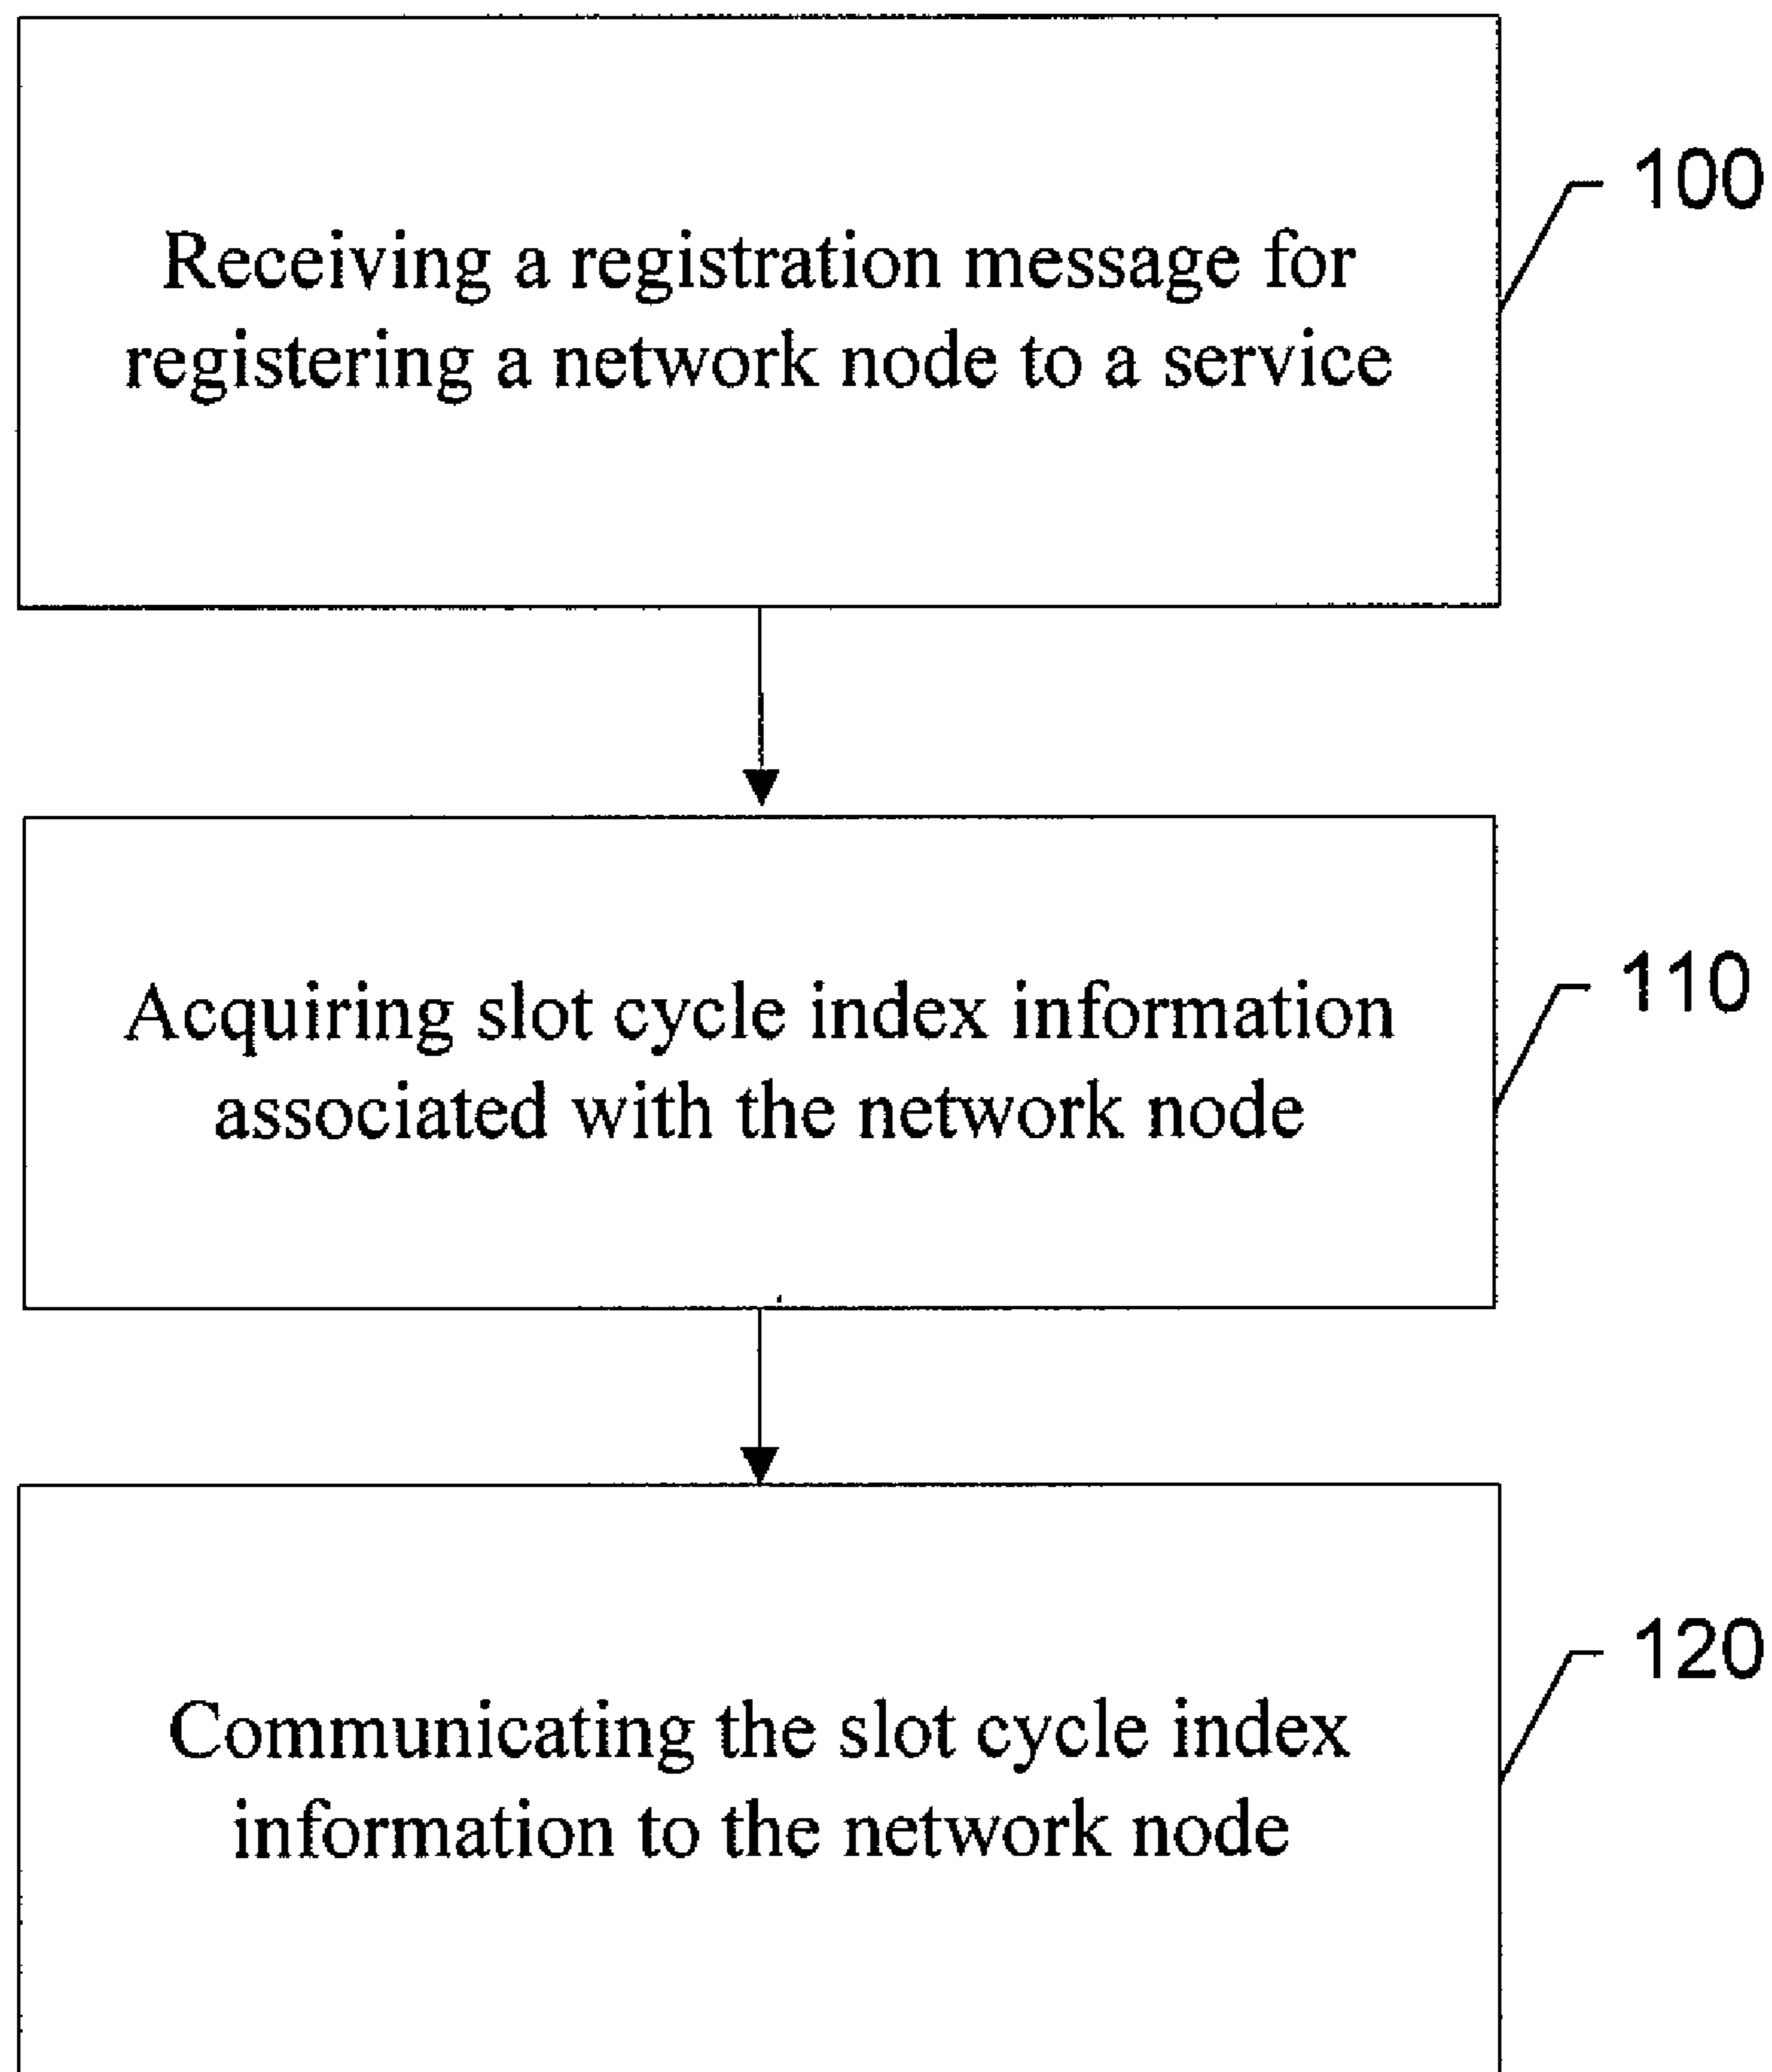 Receiving a registration message for
registering a network node to a service
100
Acquiring slot cycle index information
associated with the network node
110
Communicating the slot cycle index
information to the network node
120